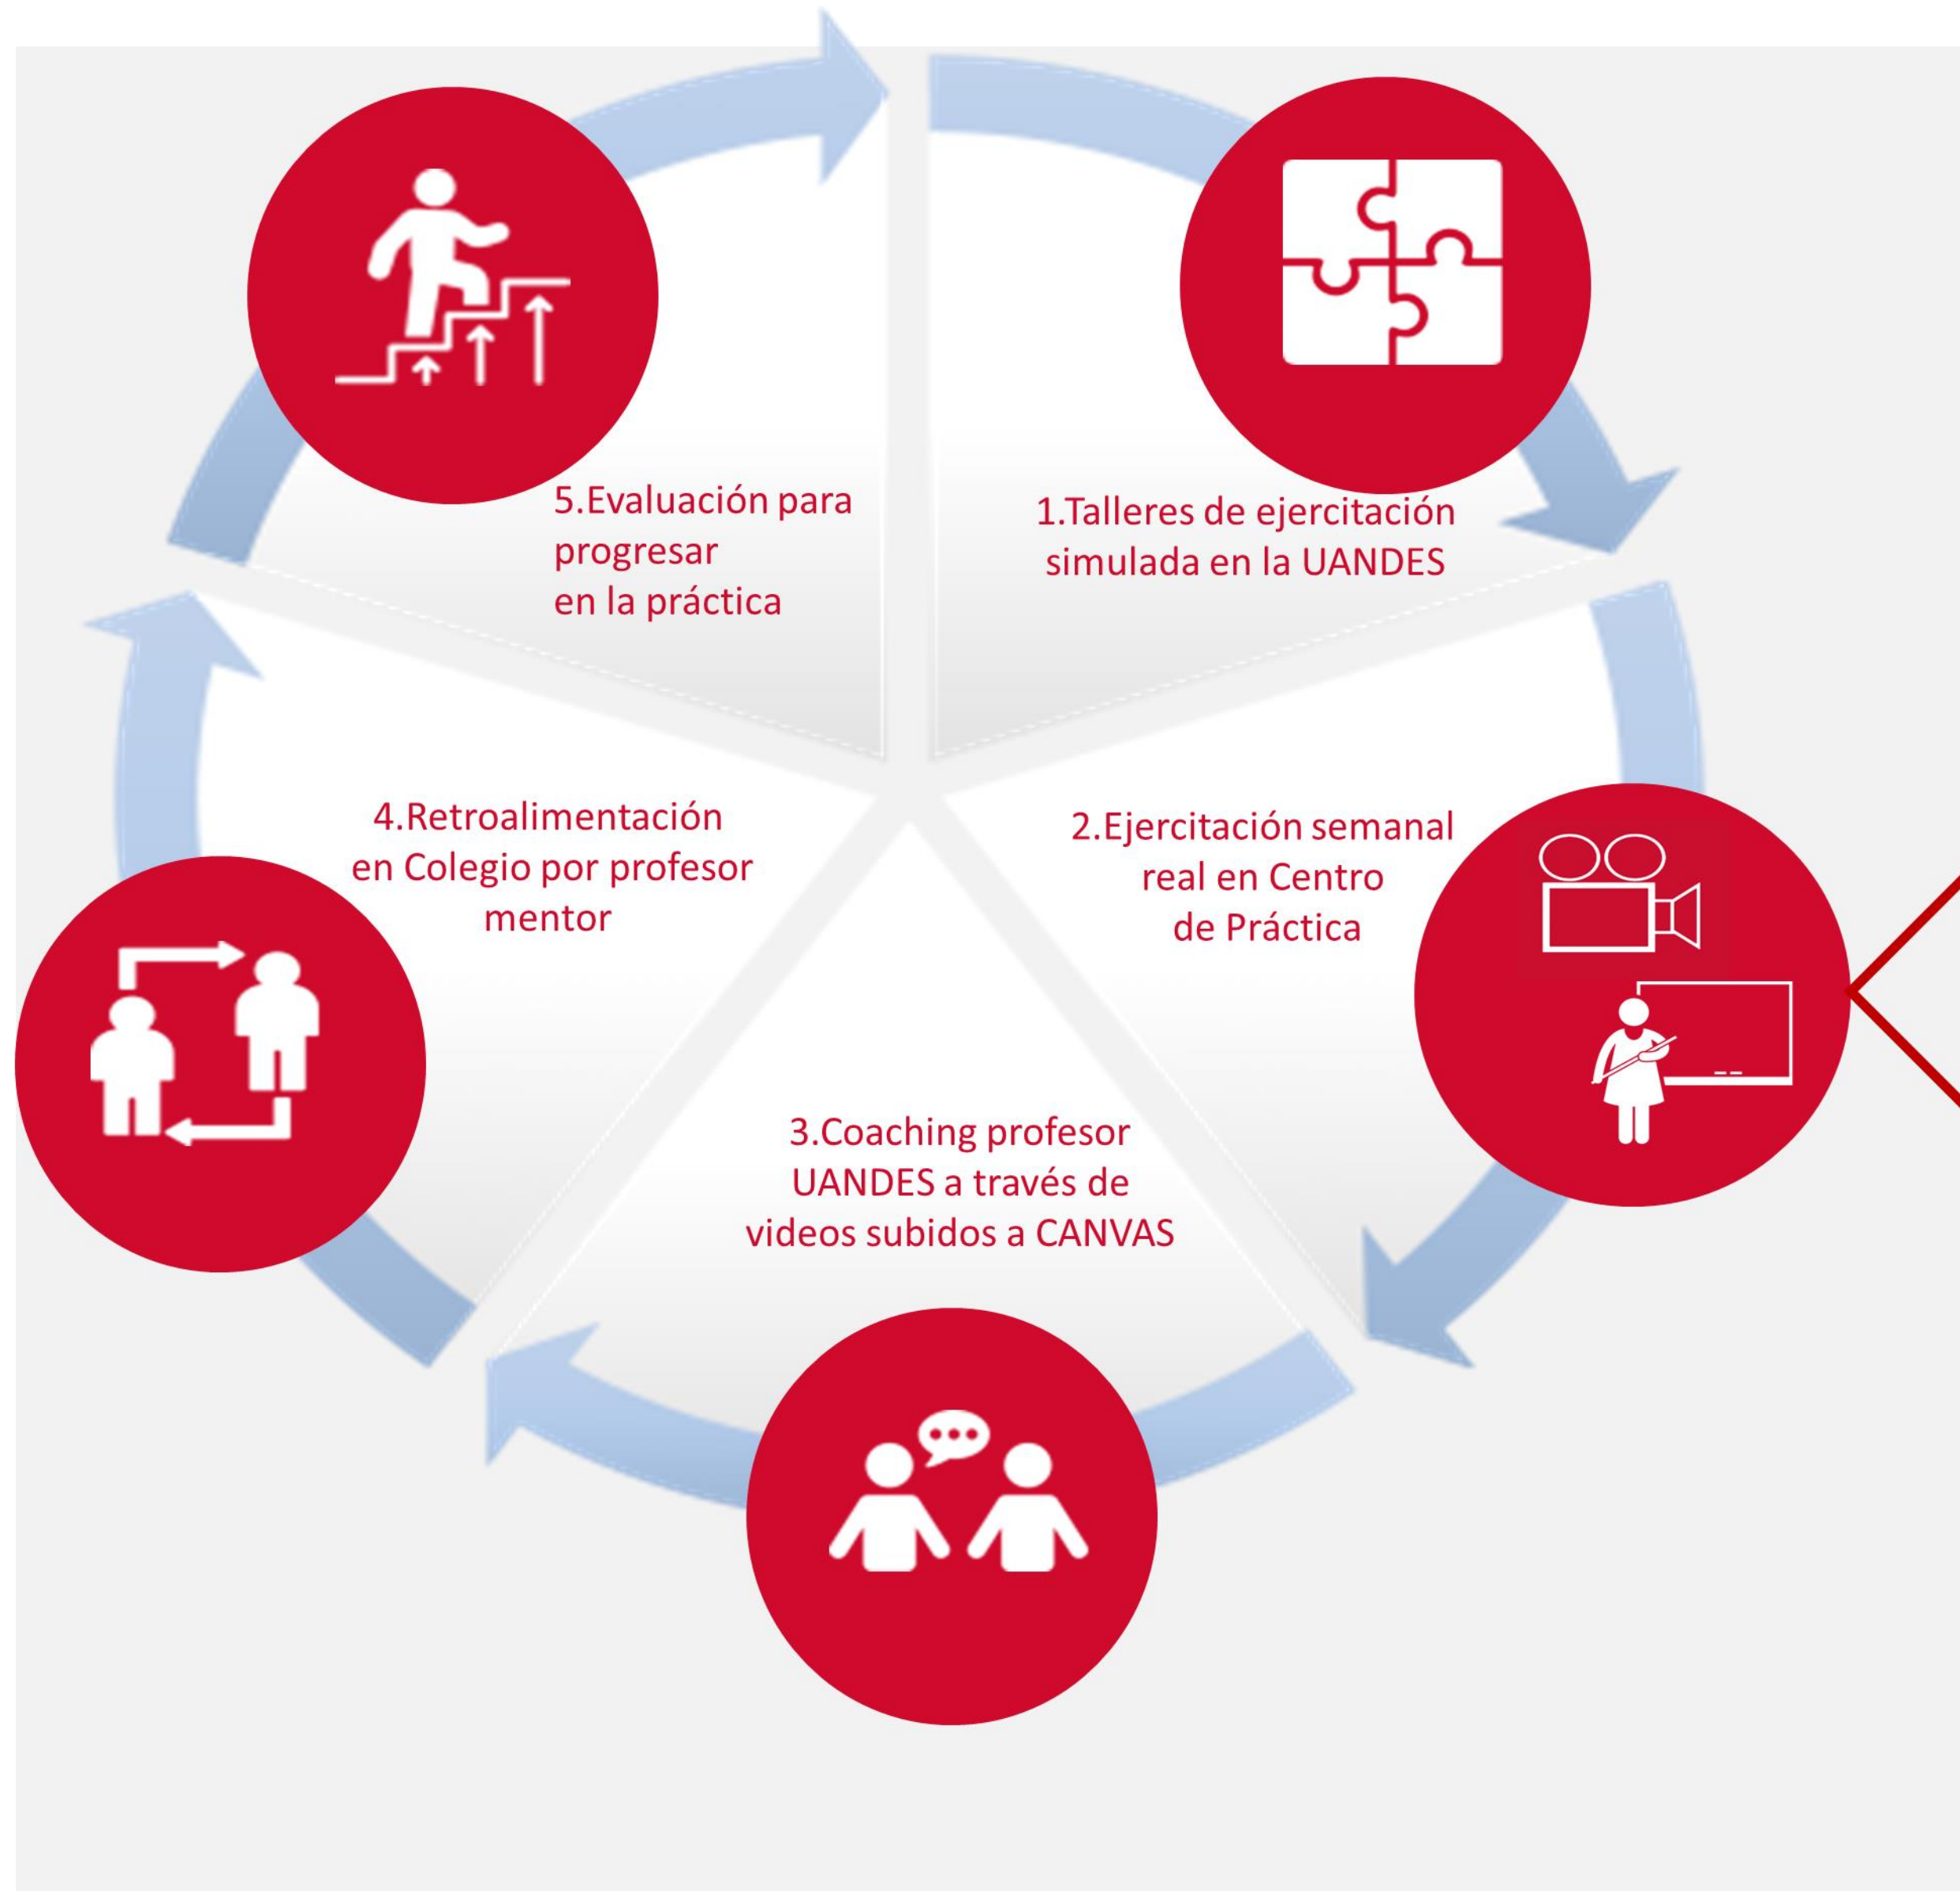 1.Talleres de ejercitación
simulada en la UANDES
2.Ejercitación semanal
real en Centro
de Práctica
3.Coaching profesor
UANDES a través de
videos subidos a CANVAS
4.Retroalimentación
en Colegio por profesor
mentor
5.Evaluación para
progresar
en la práctica